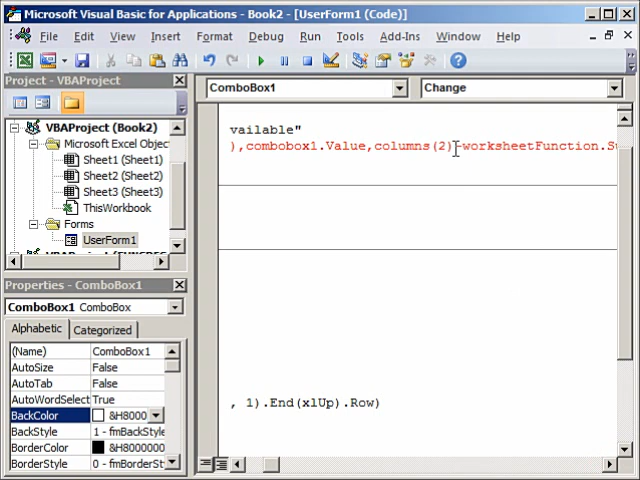 Microsoft Visual Basic for Applications - Book2 - [UserForm1 (Code)]
File Edit View Insert Format Debug Run Tools Add-Ins Window Help
Project - VBAProject
ComboBox1
Change
VBAProject (Book2)
Microsoft Excel Objec
Sheet1 (Sheet1)
Sheet2 (Sheet2)
Sheet3 (Sheet3)
ThisWorkbook
Forms
UserForm1
vailable"
),combobox1.Value,columns(2)-worksheetFunction.Su
, 1).End(xlUp).Row)
Properties - ComboBox1
ComboBox1 ComboBox
Alphabetic Categorized
(Name) ComboBox1
AutoSize False
AutoTab False
AutoWordSelect True
BackColor &H8000
BackStyle 1 - fmBackStyle
BorderColor &H8000000
BorderStyle 0 - fmBorderSt